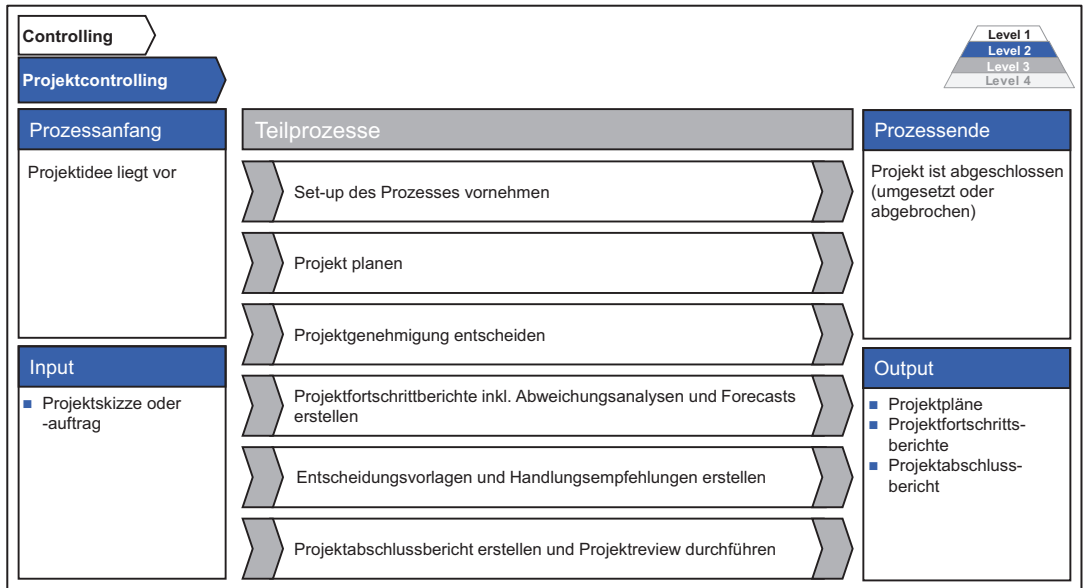 Controlling
Projektcontrolling
Level 1
Level 2
Level 3
Level 4
Prozessanfang
Projektidee liegt vor
Input
Projektskizze oder
-auftrag
Teilprozesse
Set-up des Prozesses vornehmen
Projekt planen
Projektgenehmigung entscheiden
Projektfortschrittberichte inkl. Abweichungsanalysen und Forecasts
erstellen
Entscheidungsvorlagen und Handlungsempfehlungen erstellen
Projektabschlussbericht erstellen und Projektreview durchführen
Prozessende
Projekt ist abgeschlossen
(umgesetzt oder
abgebrochen)
Output
Projektpläne
Projektfortschritts-
berichte
Projektabschluss-
bericht